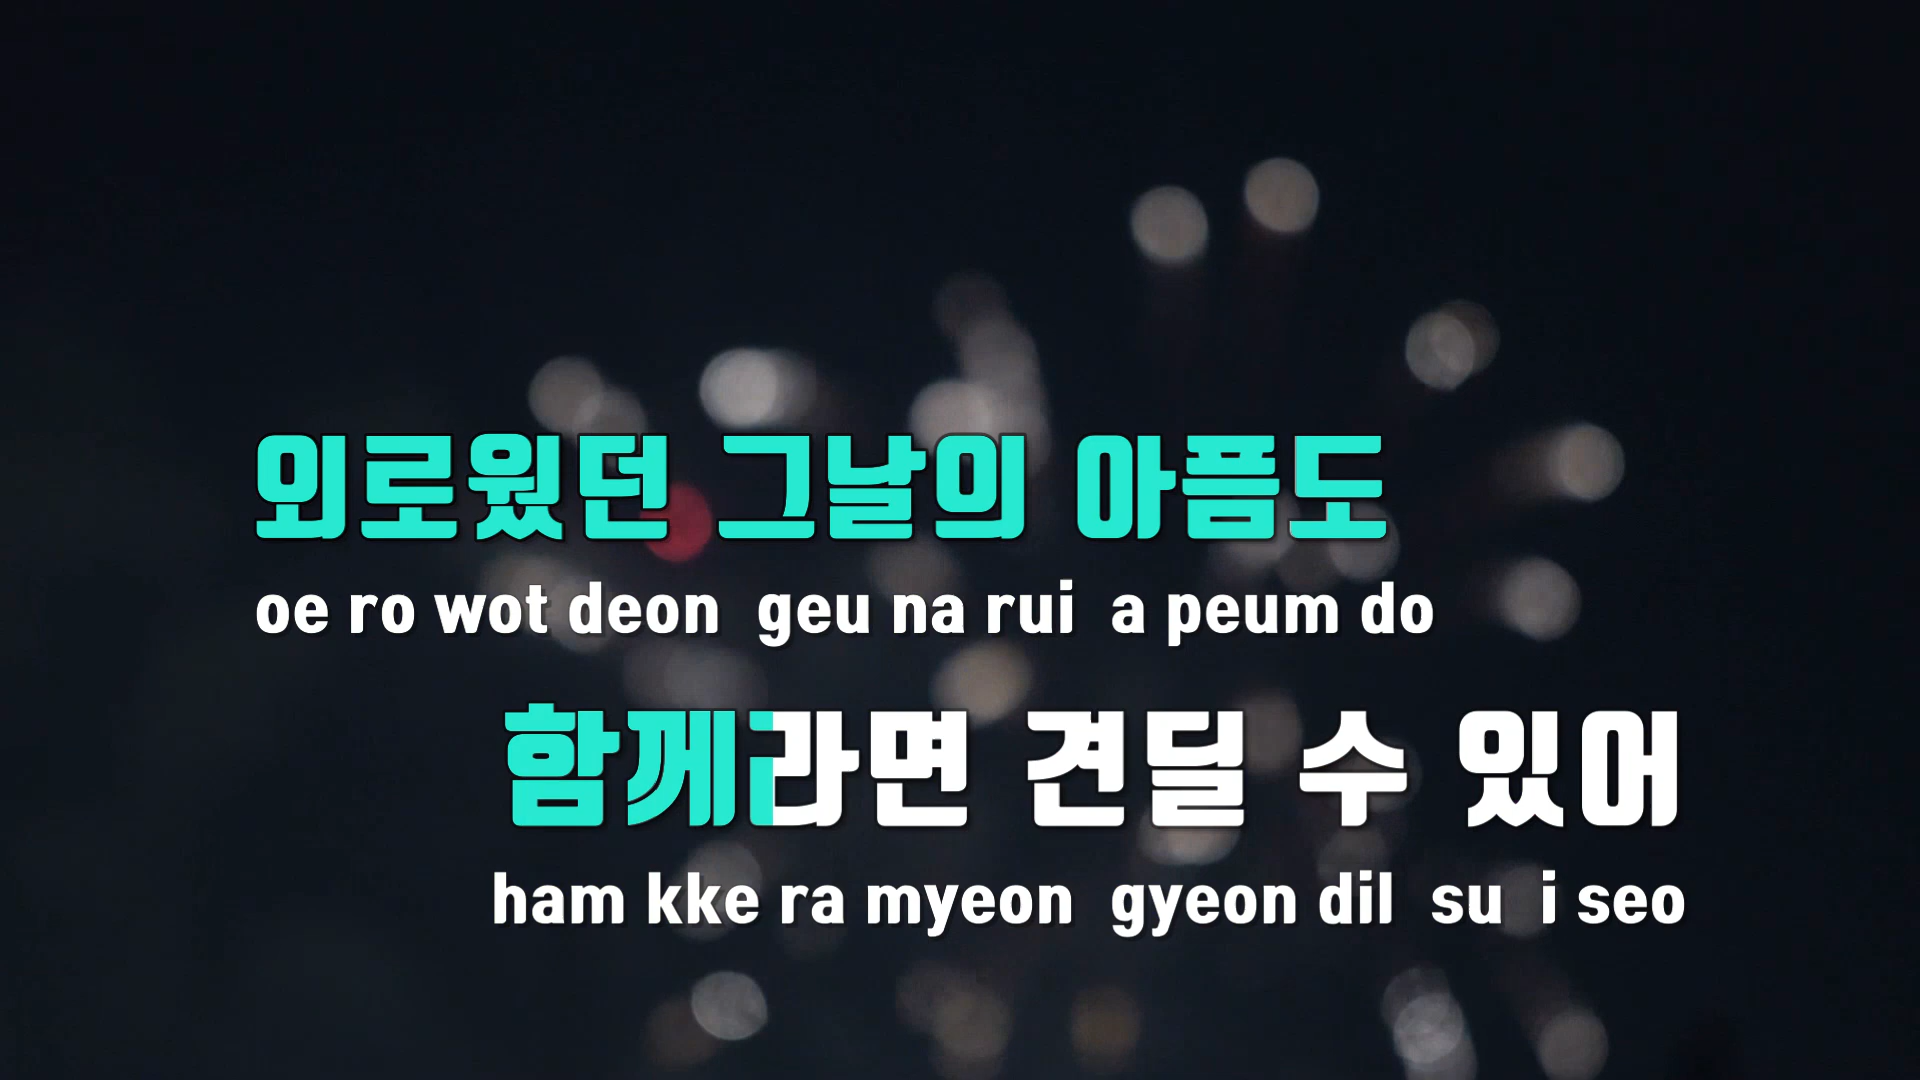 외로웠던 그날의 아픔도
oe ro wot deon geu na rui a peum do
함께라면 견딜 수 있어
ham kke ra myeon gyeon dil su i seo